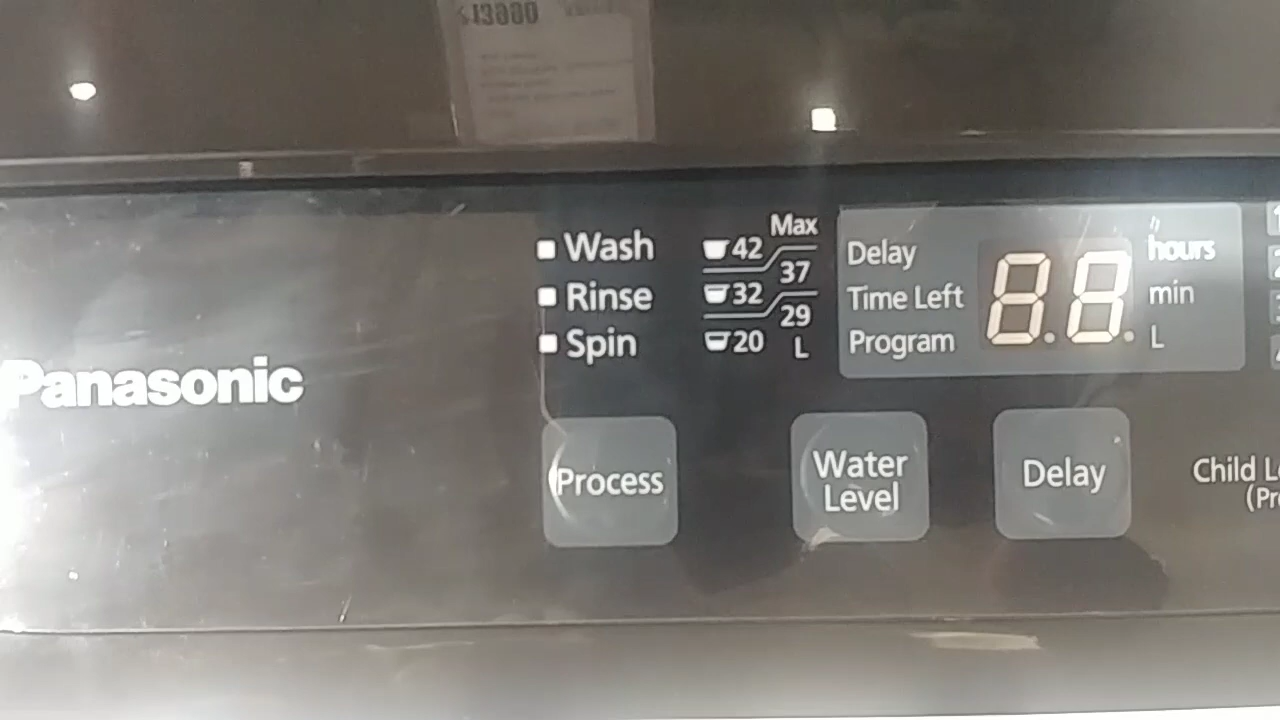 $13000
Panasonic
Wash
Rinse
Spin
Max
42
37
32
29
20
L
Delay
Time Left
Program
8.8.
hours
min
L
Process
Water
Level
Delay
Child